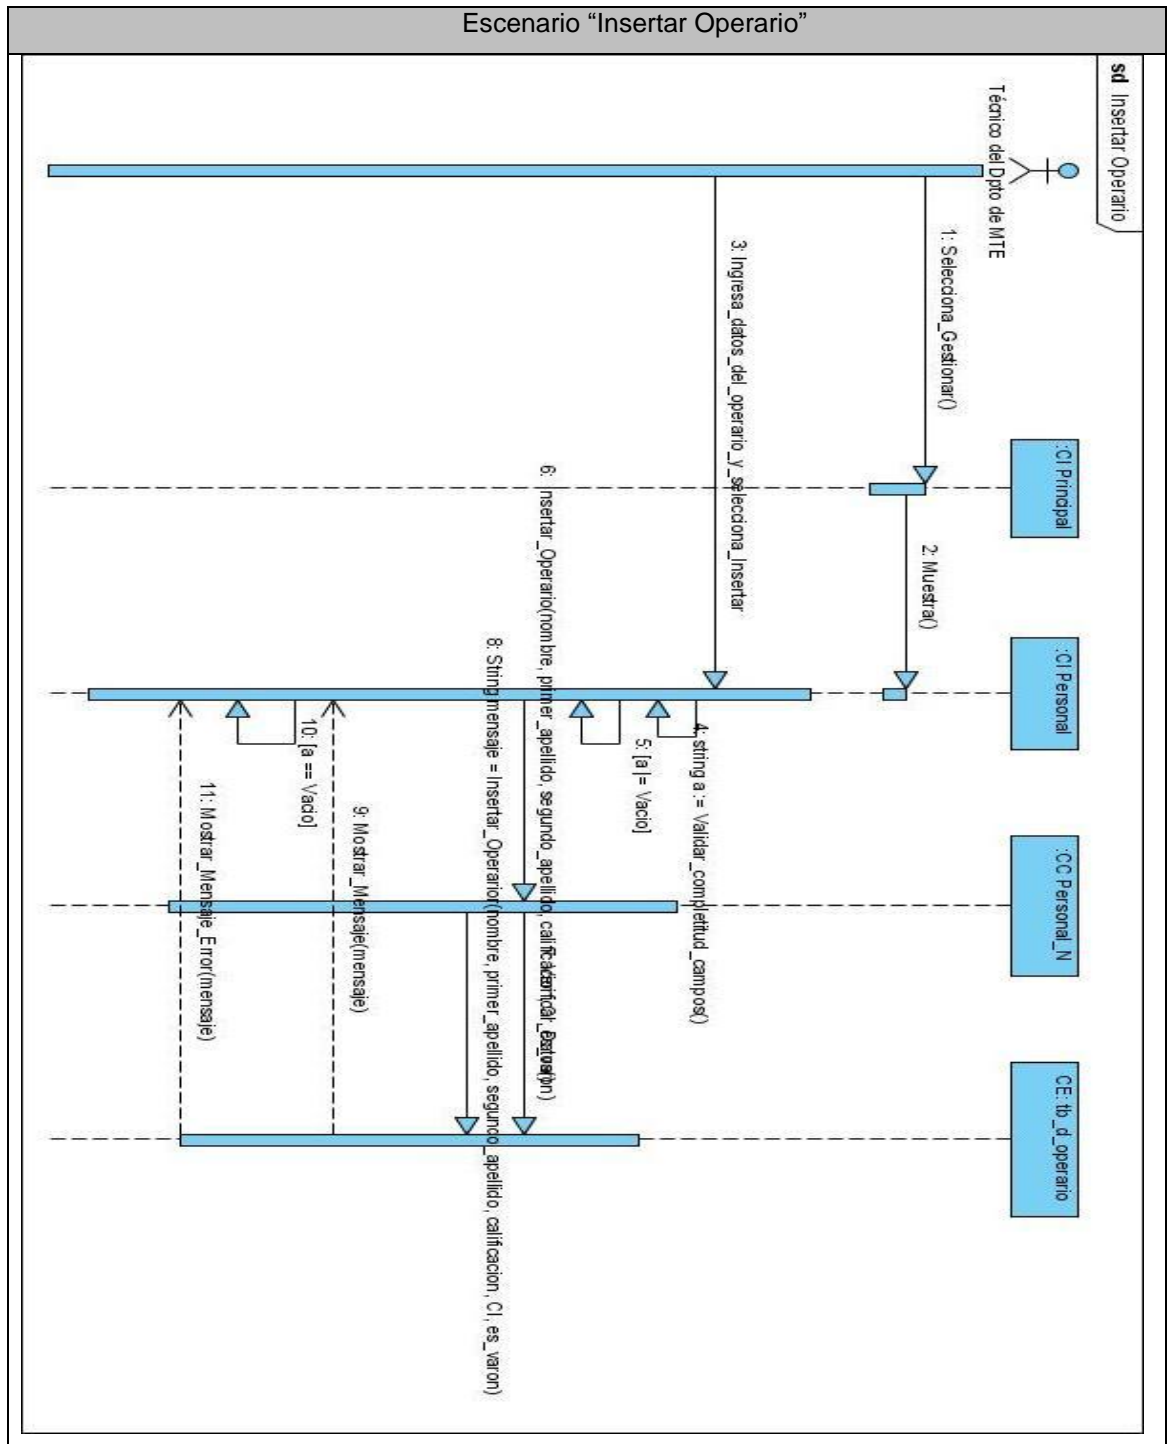 Escenario “Insertar Operario”
sd Insertar Operario
Técnico del Dpto de MTE
:CI Principal
:CI Personal
:CC Personal_N
CE: tb_d_operario
1: Selecciona_Gestionar()
2: Muestra()
3: Ingresa_datos_del_operario_y_selecciona_Insertar
4: string a := Validar_completitud_campos()
5: [a |= Vacio]
6: Insertar_Operario(nombre, primer_apellido, segundo_apellido, calificacion, CI, es_varon)
8: String mensaje = Insertar_Operarior(nombre, primer_apellido, segundo_apellido, calificacion, CI, es_varon)
9: Mostrar_Mensaje(mensaje)
10: [a == Vacio]
11: Mostrar_Mensaje_Error(mensaje)